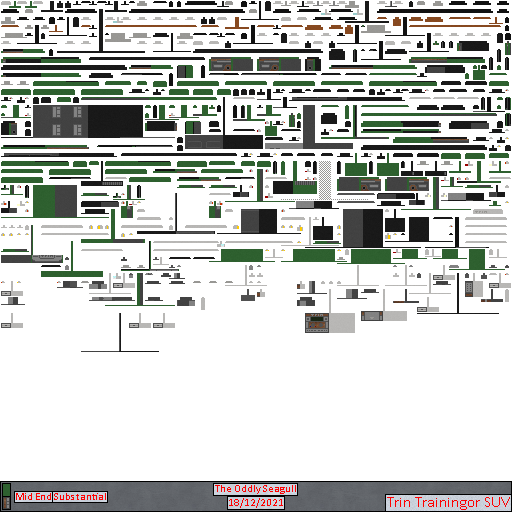 The Oddly Seagull
Mid End Substantial
18/12/2021
Trin Trainingor SUV